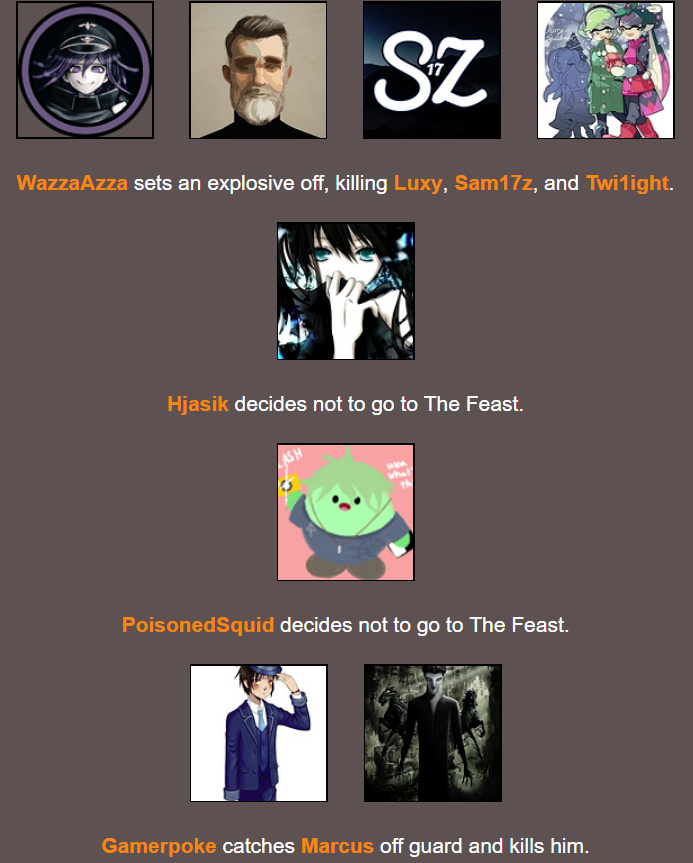 SZ
17
WazzaAzza sets an explosive off, killing Luxy, Sam17z, and Twi1ight.
Hjasik decides not to go to The Feast.
PoisonedSquid decides not to go to The Feast.
Gamerpoke catches Marcus off guard and kills him.